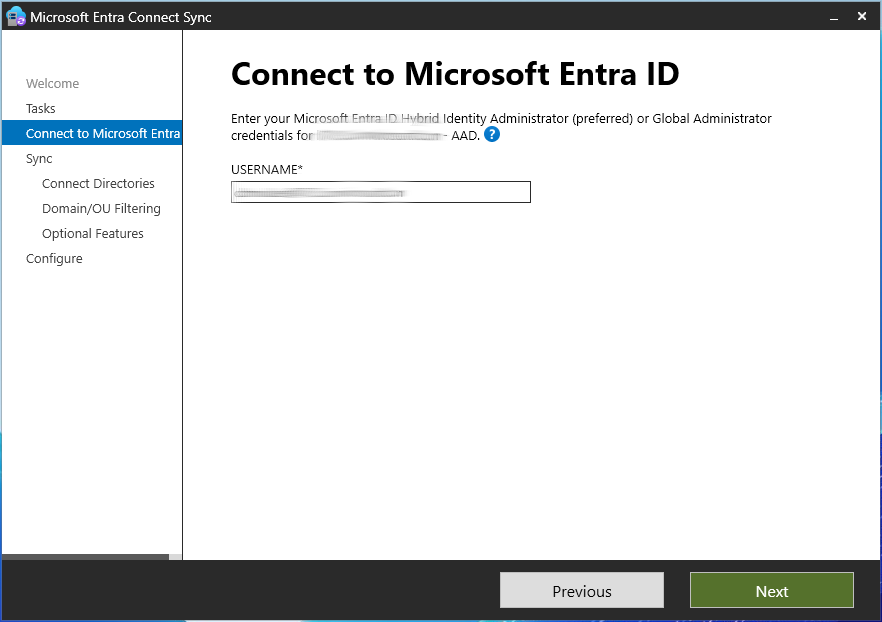 Microsoft Entra Connect Sync
Welcome
Tasks
Connect to Microsoft Entra
Sync
Connect Directories
Domain/OU Filtering
Optional Features
Configure
Connect to Microsoft Entra ID
Enter your Microsoft Entra ID Hybrid Identity Administrator (preferred) or Global Administrator
credentials for - AAD. ?
USERNAME*
Previous
Next